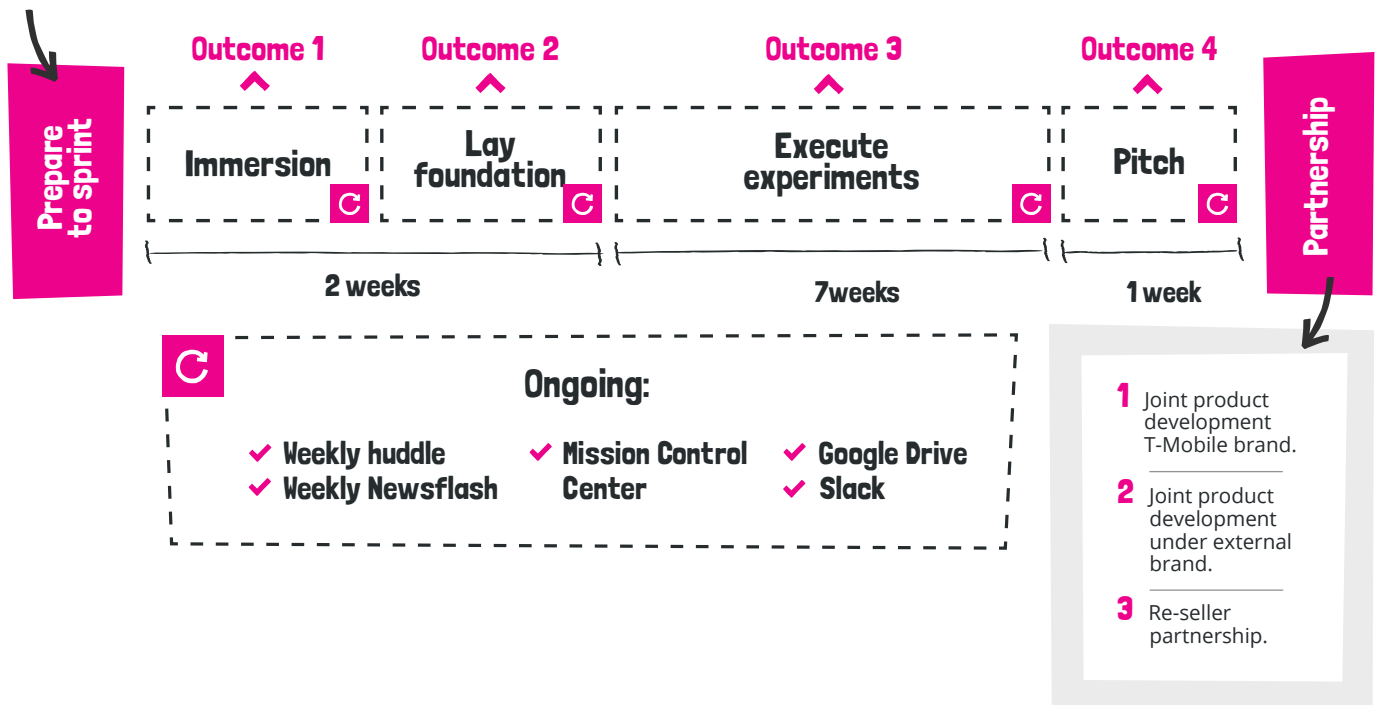 Outcome 1
Outcome 2
Outcome 3
Outcome 4
Prepare
to sprint
Immersion
Lay
foundation
Execute
experiments
Pitch
Partnership
2 weeks
7weeks
1 week
Ongoing:
Weekly huddle
Weekly Newsflash
Mission Control
Center
Google Drive
Slack
1 Joint product
development
T-Mobile brand.
2 Joint product
development
under external
brand.
3 Re-seller
partnership.